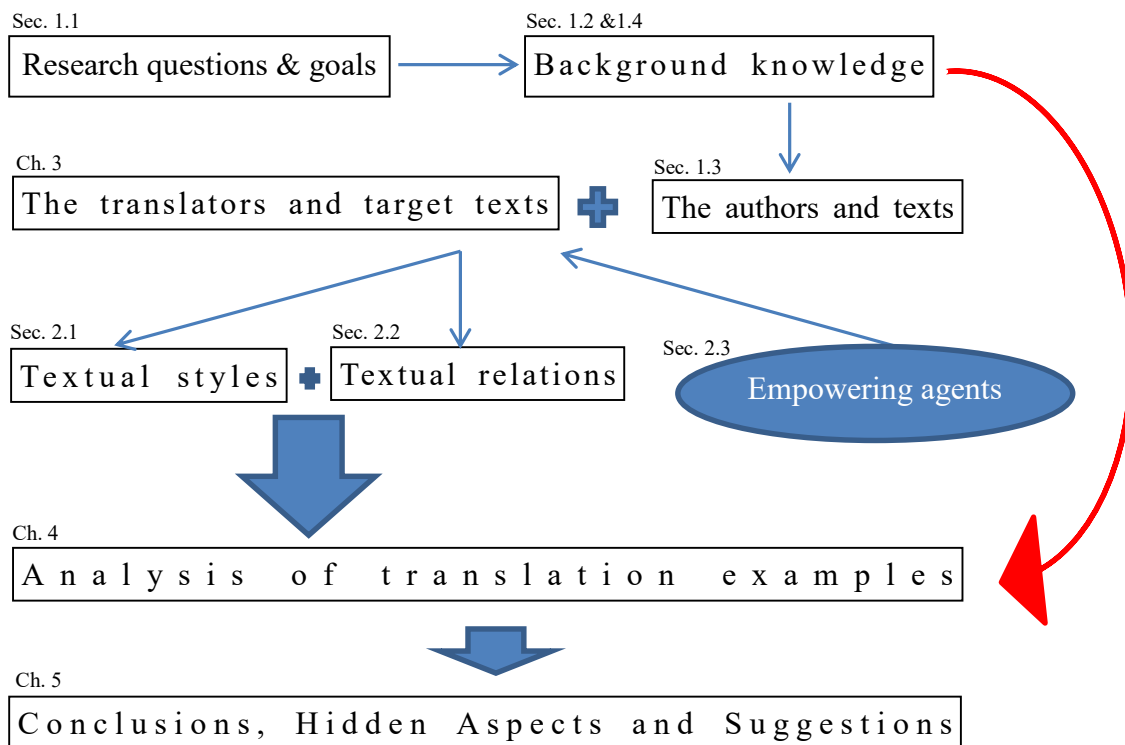 Sec. 1.1
Research questions & goals
Sec. 1.2 &1.4
Background knowledge
Ch. 3
The translators and target texts
Sec. 1.3
The authors and texts
Sec. 2.1
Textual styles
Sec. 2.2
Textual relations
Sec. 2.3
Empowering agents
Ch. 4
Analysis of translation examples
Ch. 5
Conclusions, Hidden Aspects and Suggestions